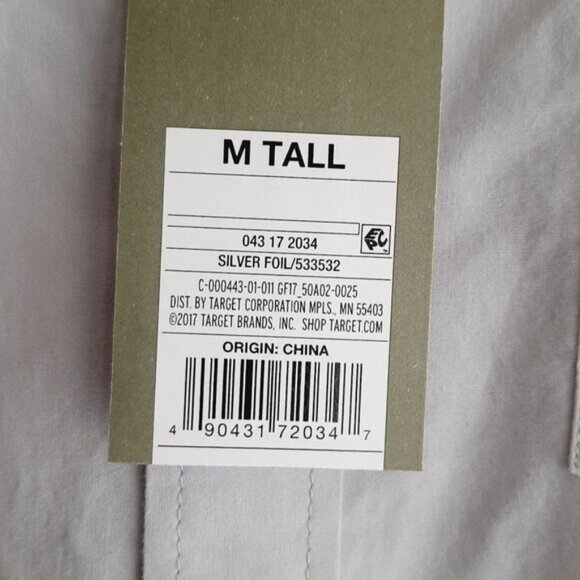 M TALL
043 17 2034
SILVER FOIL/533532
C-000443-01-011 GF17_50A02-0025
DIST. BY TARGET CORPORATION MPLS., MN 55403
©2017 TARGET BRANDS, INC. SHOP TARGET.COM
ORIGIN: CHINA
4 90431 72034 7